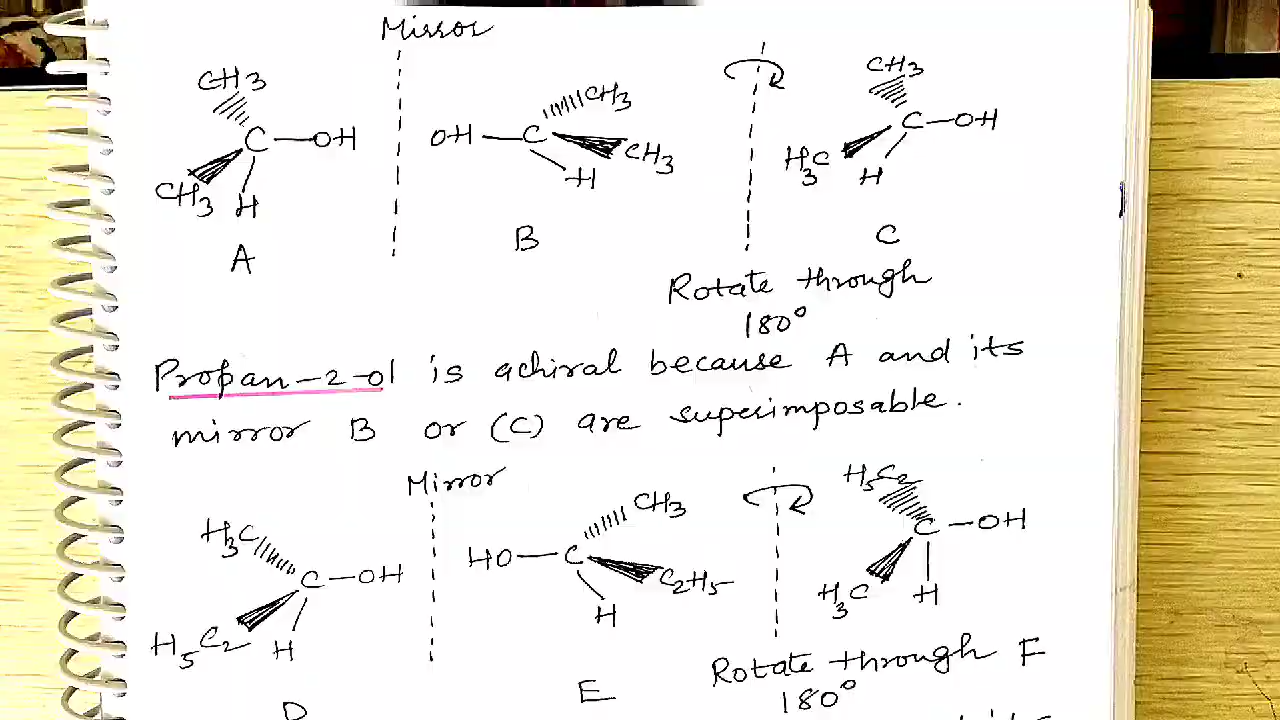 Mirror
CH3
C-OH
CH3 H
A
OH-C
CH3
CH3
H
B
CH3
C-OH
H3C
H
C
Rotate through
180°
Propan-2-ol is achiral because A and its
mirror B or (C) are superimposable.
Mirror
H3C
C-OH
H5C2 H
D
CH3
HO-C
C2H5
H
E
H5C2
C-OH
H3C H
F
Rotate through
180°